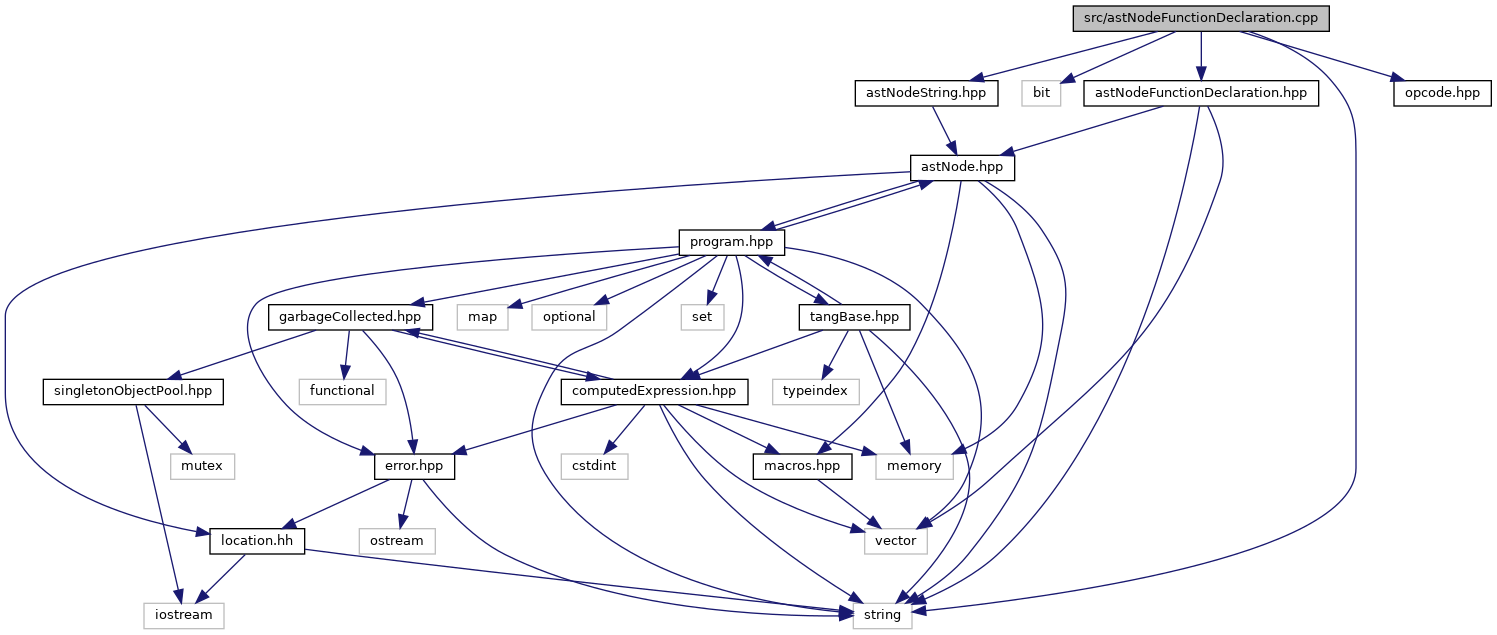 src/astNodeFunctionDeclaration.cpp
astNodeString.hpp
bit
astNodeFunctionDeclaration.hpp
opcode.hpp
astNode.hpp
program.hpp
garbageCollected.hpp
map
optional
set
tangBase.hpp
singletonObjectPool.hpp
functional
computedExpression.hpp
typeindex
mutex
error.hpp
cstdint
macros.hpp
memory
location.hh
ostream
vector
iostream
string